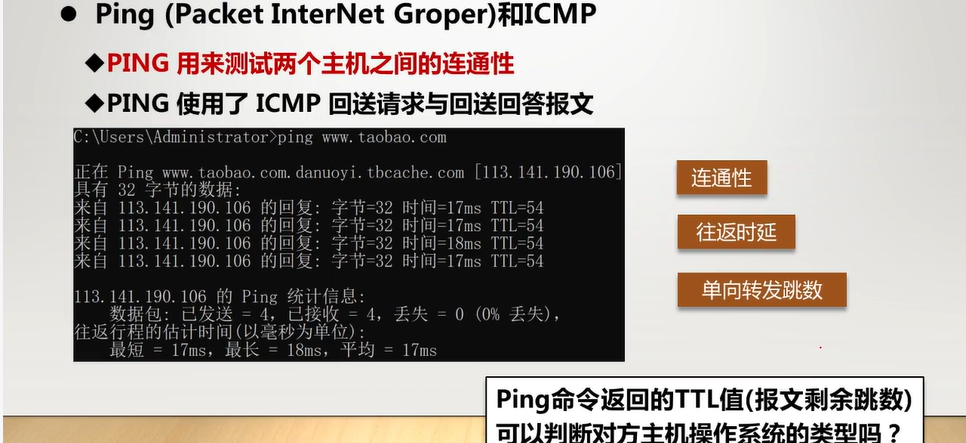 ● Ping (Packet InterNet Groper)和ICMP
◆PING 用来测试两个主机之间的连通性
◆PING 使用了 ICMP 回送请求与回送回答报文
C:\Users\Administrator>ping www.taobao.com
正在 Ping www.taobao.com.danuoyi.tbcache.com [113.141.190.106]
具有 32 字节的数据:
来自 113.141.190.106 的回复: 字节=32 时间=17ms TTL=54
来自 113.141.190.106 的回复: 字节=32 时间=17ms TTL=54
来自 113.141.190.106 的回复: 字节=32 时间=18ms TTL=54
来自 113.141.190.106 的回复: 字节=32 时间=17ms TTL=54
113.141.190.106 的 Ping 统计信息:
数据包: 已发送 = 4，已接收 = 4，丢失 = 0 (0% 丢失)，
往返行程的估计时间(以毫秒为单位):
最短 = 17ms，最长 = 18ms，平均 = 17ms
连通性
往返时延
单向转发跳数
Ping命令返回的TTL值(报文剩余跳数)
可以判断对方主机操作系统的类型吗？